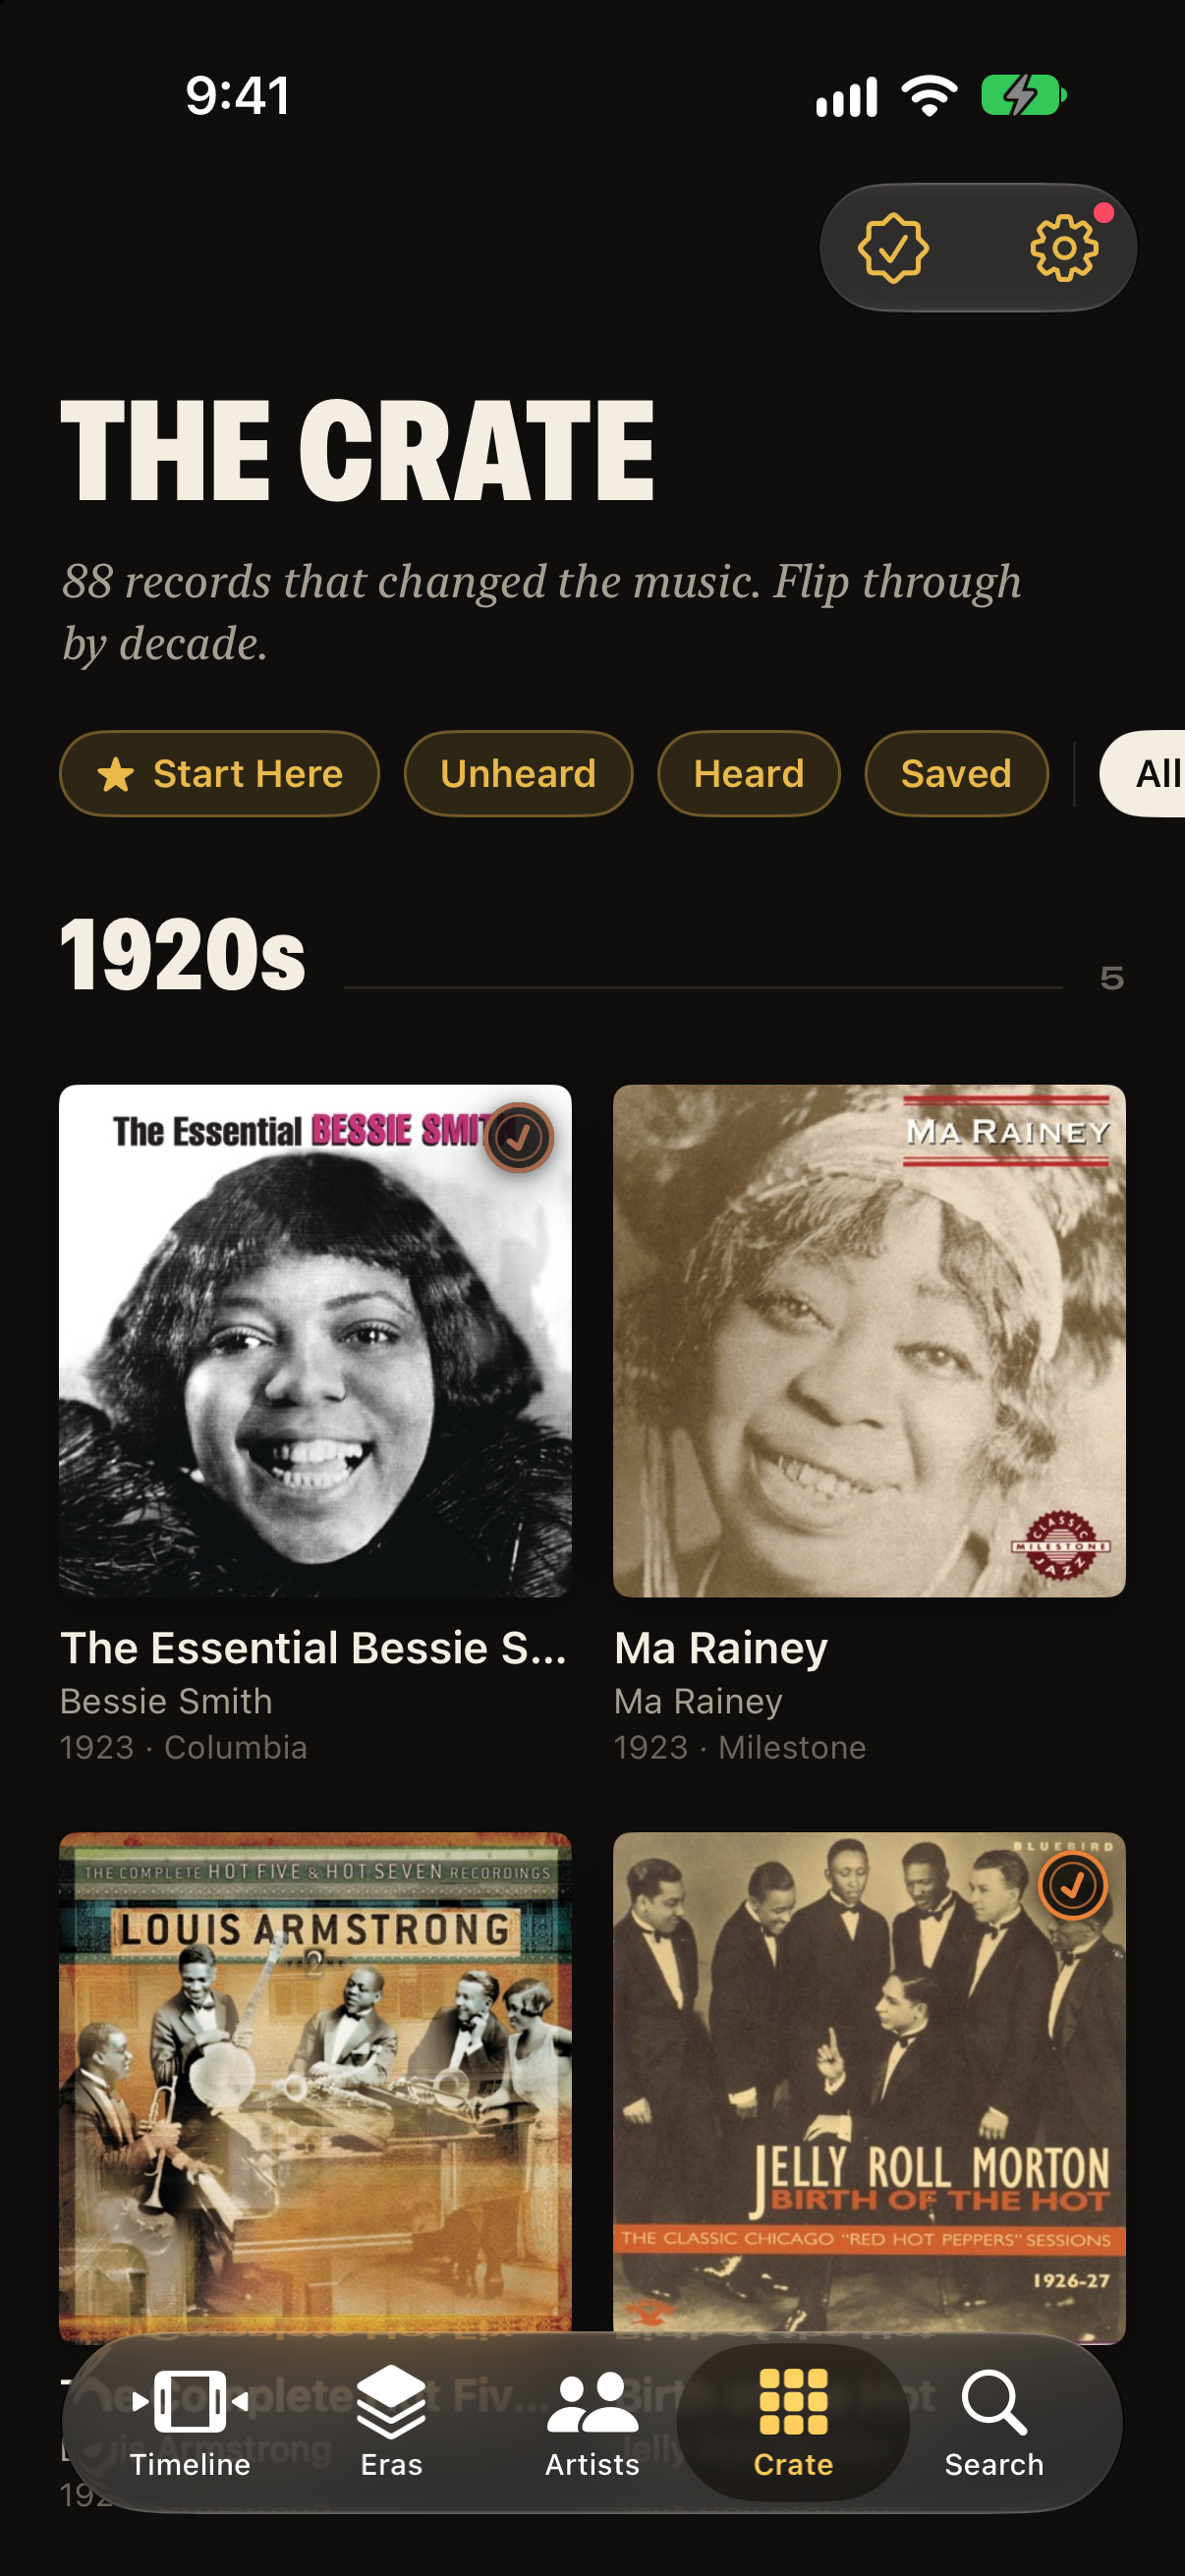 9:41
THE CRATE
88 records that changed the music. Flip through
by decade.
Start Here
Unheard
Heard
Saved
All
1920s
5
The Essential BESSIE SMIT
MA RAINEY
CLASSIC
MILESTONE
JAZZ
The Essential Bessie S...
Ma Rainey
Bessie Smith
Ma Rainey
1923 · Columbia
1923 · Milestone
THE COMPLETE HOT FIVE & HOT SEVEN RECORDINGS
LOUIS ARMSTRONG
2
BLUEBIRD
JELLY ROLL MORTON
BIRTH OF THE HOT
THE CLASSIC CHICAGO "RED HOT PEPPERS" SESSIONS
1926-27
Timeline
Eras
Artists
Crate
Search